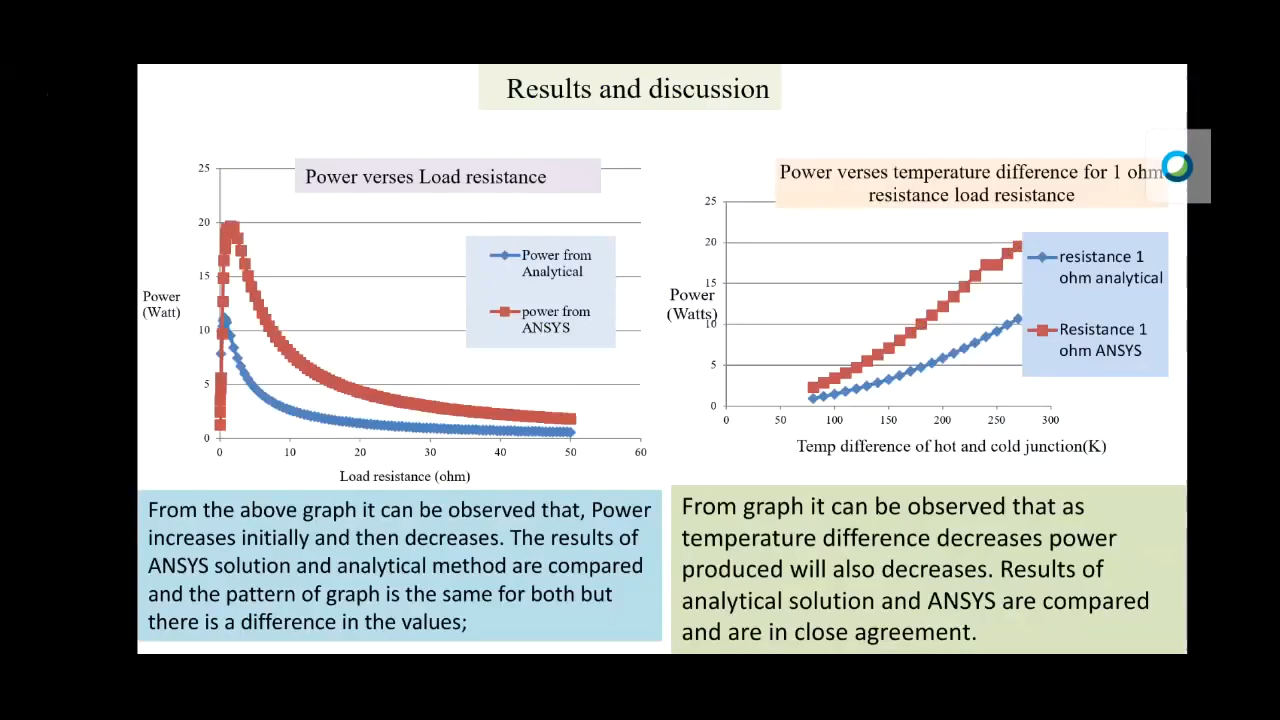 Results and discussion
Power verses Load resistance
25
20
15
10
5
0
Power
(Watt)
0 10 20 30 40 50 60
Load resistance (ohm)
Power from
Analytical
power from
ANSYS
From the above graph it can be observed that, Power
increases initially and then decreases. The results of
ANSYS solution and analytical method are compared
and the pattern of graph is the same for both but
there is a difference in the values;
Power verses temperature difference for 1 ohm
resistance load resistance
25
20
15
10
5
0
Power
(Watts)
0 50 100 150 200 250 300
Temp difference of hot and cold junction(K)
resistance 1
ohm analytical
Resistance 1
ohm ANSYS
From graph it can be observed that as
temperature difference decreases power
produced will also decreases. Results of
analytical solution and ANSYS are compared
and are in close agreement.